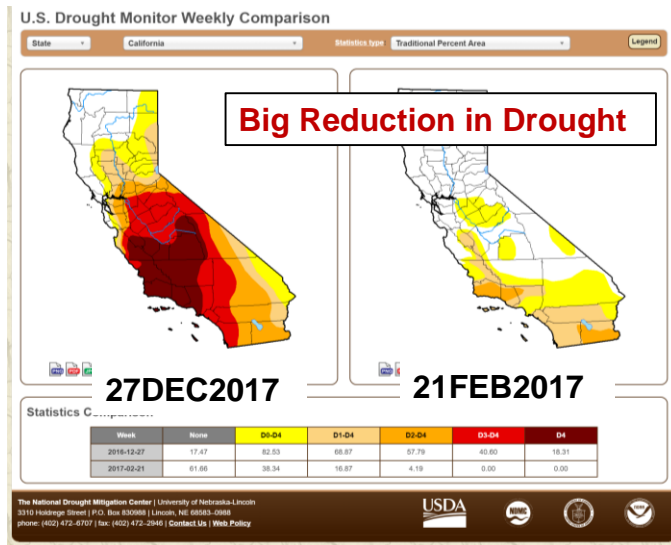 U.S. Drought Monitor Weekly Comparison
State California Statistics type Traditional Percent Area Legend
Big Reduction in Drought
27DEC2017 21FEB2017
Statistics Comparison
Week None D0-D4 D1-D4 D2-D4 D3-D4 D4
2016-12-27 17.47 82.53 68.87 57.79 40.60 18.31
2017-02-21 61.66 38.34 16.87 4.19 0.00 0.00
The National Drought Mitigation Center | University of Nebraska-Lincoln
3310 Holdrege Street | P.O. Box 830988 | Lincoln, NE 68583–0988
phone: (402) 472–6707 | fax: (402) 472–2946 | Contact Us | Web Policy
USDA NDMC NOAA